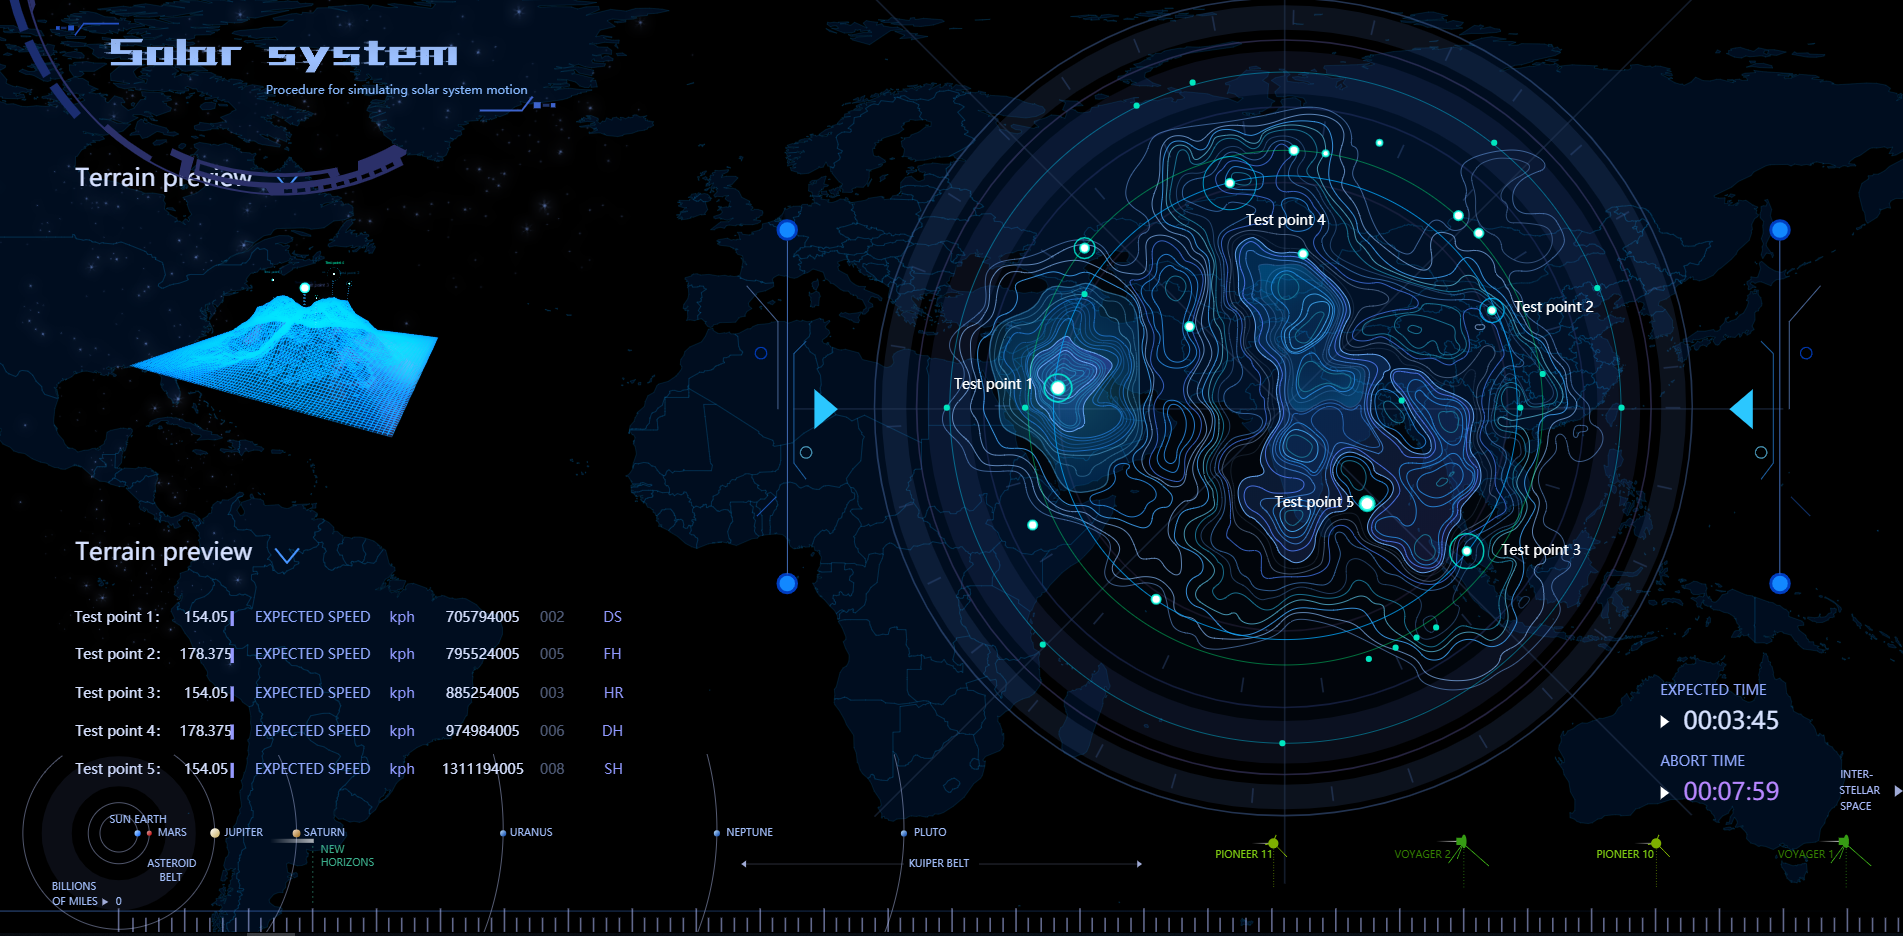 Solar system
Procedure for simulating solar system motion
Terrain preview
Terrain preview
Test point 1: 154.05 EXPECTED SPEED kph 705794005 002 DS
Test point 2: 178.375 EXPECTED SPEED kph 795524005 005 FH
Test point 3: 154.05 EXPECTED SPEED kph 885254005 003 HR
Test point 4: 178.375 EXPECTED SPEED kph 974984005 006 DH
Test point 5: 154.05 EXPECTED SPEED kph 1311194005 008 SH
Test point 4
Test point 2
Test point 1
Test point 5
Test point 3
EXPECTED TIME
00:03:45
ABORT TIME
00:07:59
INTER-
STELLAR
SPACE
SUN EARTH
MARS
JUPITER
SATURN
NEW
HORIZONS
URANUS
NEPTUNE
PLUTO
ASTEROID
BELT
KUIPER BELT
PIONEER 11
VOYAGER 2
PIONEER 10
VOYAGER 1
BILLIONS
OF MILES 0